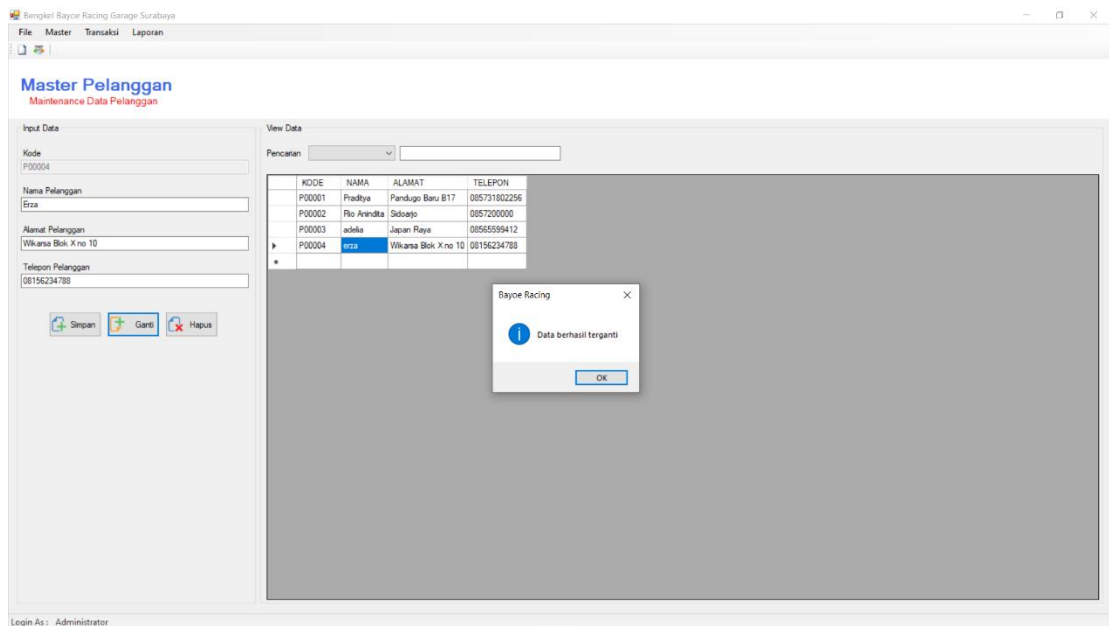 Bengkel Bayoe Racing Garage Surabaya
File Master Transaksi Laporan
Master Pelanggan
Maintenance Data Pelanggan
Input Data
Kode
P00004
Nama Pelanggan
Erza
Alamat Pelanggan
Wikarsa Blok X no 10
Telepon Pelanggan
08156234788
Simpan Ganti Hapus
View Data
Pencarian
KODE NAMA ALAMAT TELEPON
P00001 Praditya Pandugo Baru B17 085731802256
P00002 Rio Anindita Sidoarjo 0857200000
P00003 adelia Japan Raya 08565599412
P00004 erza Wikarsa Blok X no 10 08156234788
Bayoe Racing
Data berhasil terganti
OK
Login As : Administrator